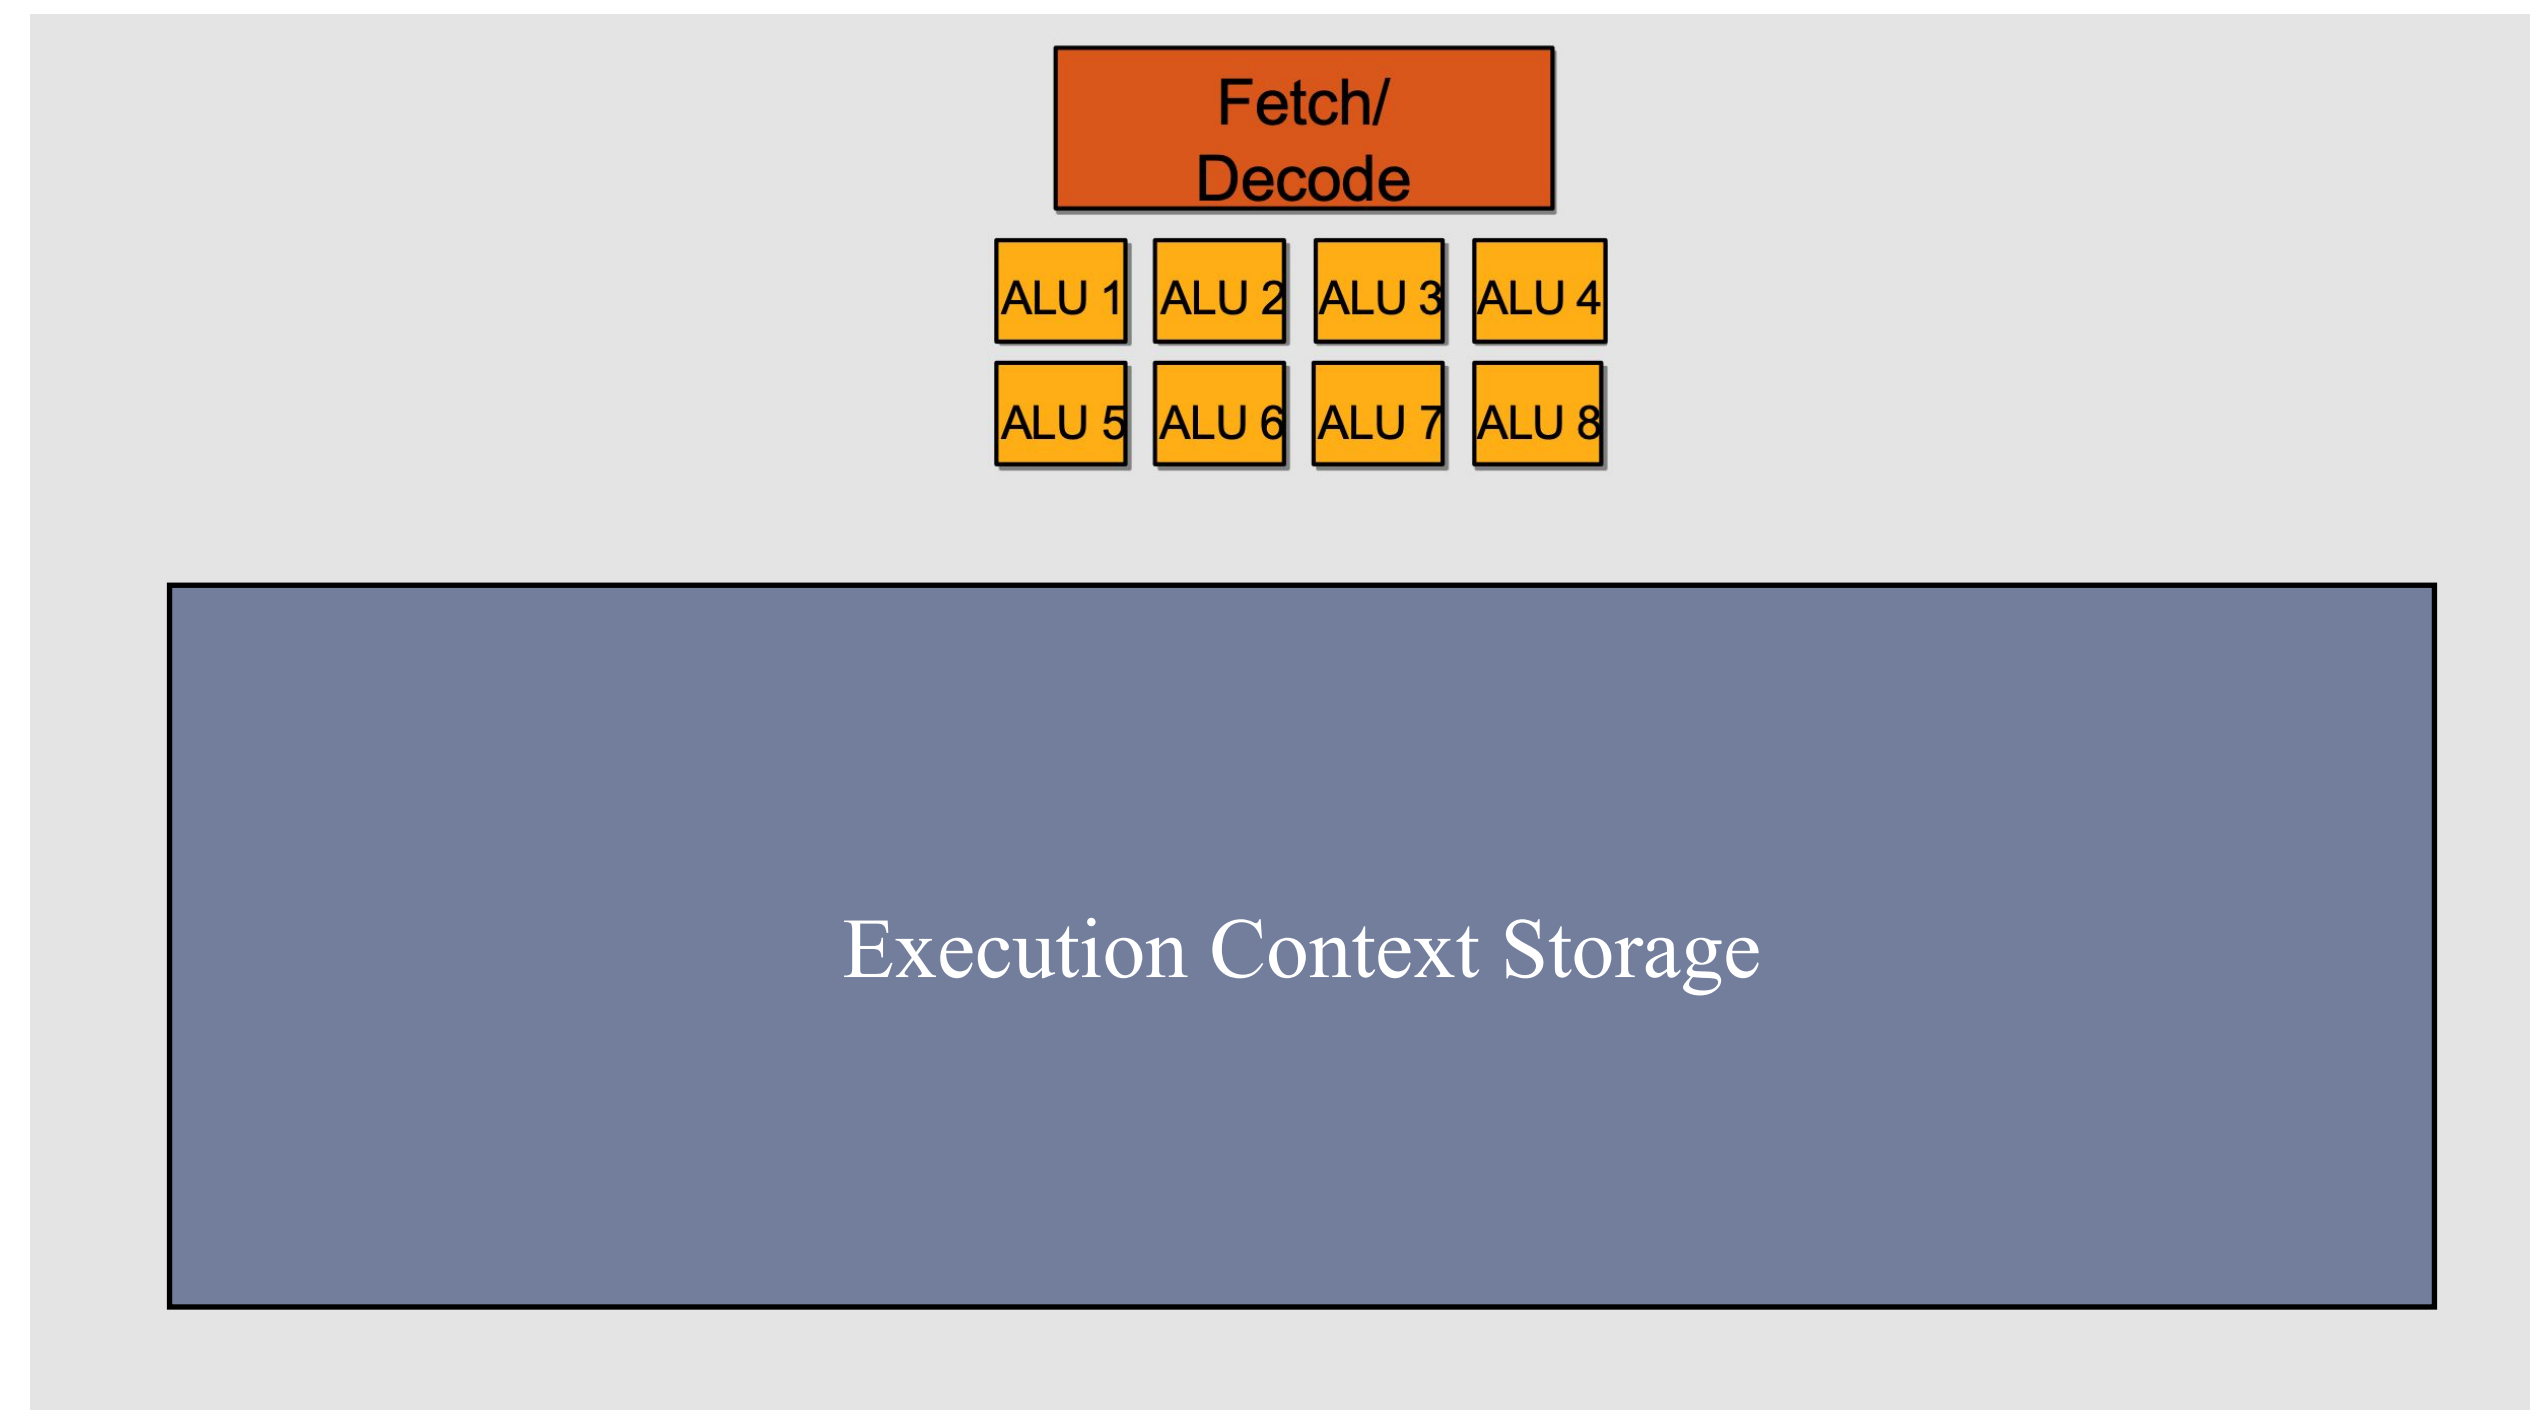 Fetch/
Decode
ALU 1 ALU 2 ALU 3 ALU 4
ALU 5 ALU 6 ALU 7 ALU 8
Execution Context Storage